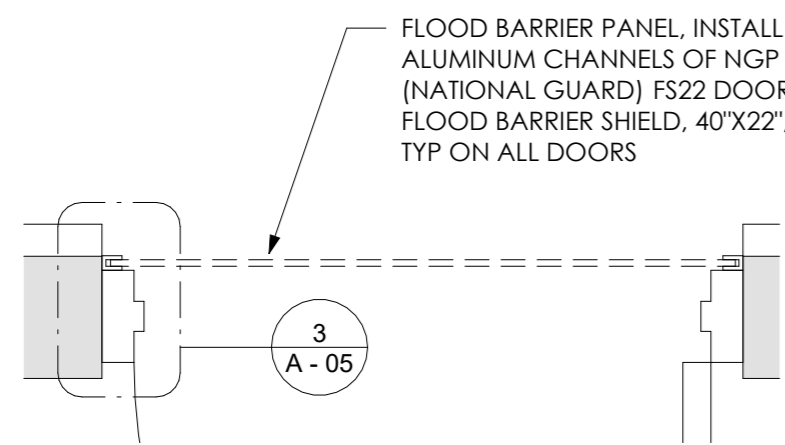 FLOOD BARRIER PANEL, INSTALL
ALUMINUM CHANNELS OF NGP
(NATIONAL GUARD) FS22 DOOR
FLOOD BARRIER SHIELD, 40"X22",
TYP ON ALL DOORS
3
A - 05